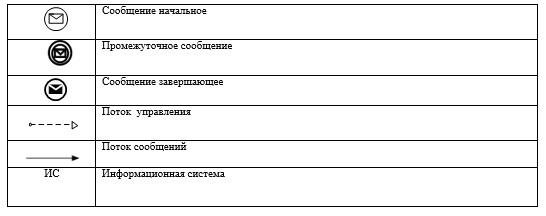 Сообщение начальное
Промежуточное сообщение
Сообщение завершающее
Поток управления
Поток сообщений
ИС Информационная система